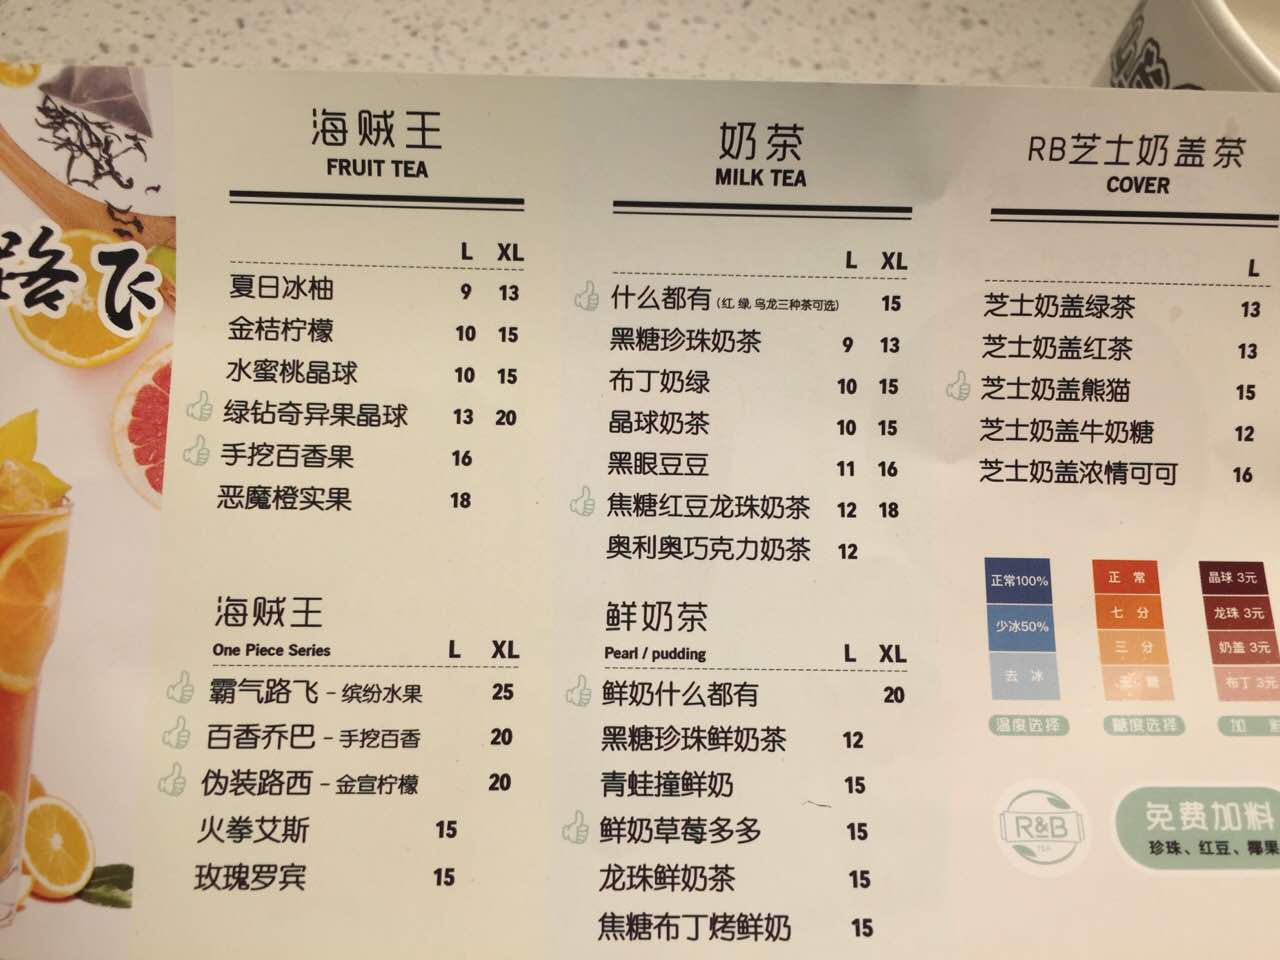 路飞
海贼王
FRUIT TEA
L XL
夏日冰柚 9 13
金桔柠檬 10 15
水蜜桃晶球 10 15
绿钻奇异果晶球 13 20
手挖百香果 16
恶魔橙实果 18
海贼王
One Piece Series L XL
霸气路飞 - 缤纷水果 25
百香乔巴 - 手挖百香 20
伪装路西 - 金宣柠檬 20
火拳艾斯 15
玫瑰罗宾 15
奶茶
MILK TEA
L XL
什么都有 (红, 绿, 乌龙三种茶可选) 15
黑糖珍珠奶茶 9 13
布丁奶绿 10 15
晶球奶茶 10 15
黑眼豆豆 11 16
焦糖红豆龙珠奶茶 12 18
奥利奥巧克力奶茶 12
鲜奶茶
Pearl / pudding L XL
鲜奶什么都有 20
黑糖珍珠鲜奶茶 12
青蛙撞鲜奶 15
鲜奶草莓多多 15
龙珠鲜奶茶 15
焦糖布丁烤鲜奶 15
RB芝士奶盖茶
COVER
L
芝士奶盖绿茶 13
芝士奶盖红茶 13
芝士奶盖熊猫 15
芝士奶盖牛奶糖 12
芝士奶盖浓情可可 16
正常100%
少冰50%
去 冰
温度选择
正 常
七 分
三 分
无 糖
糖度选择
晶球 3元
龙珠 3元
奶盖 3元
布丁 3元
加
R&B
TEA
免费加料
珍珠、红豆、椰果